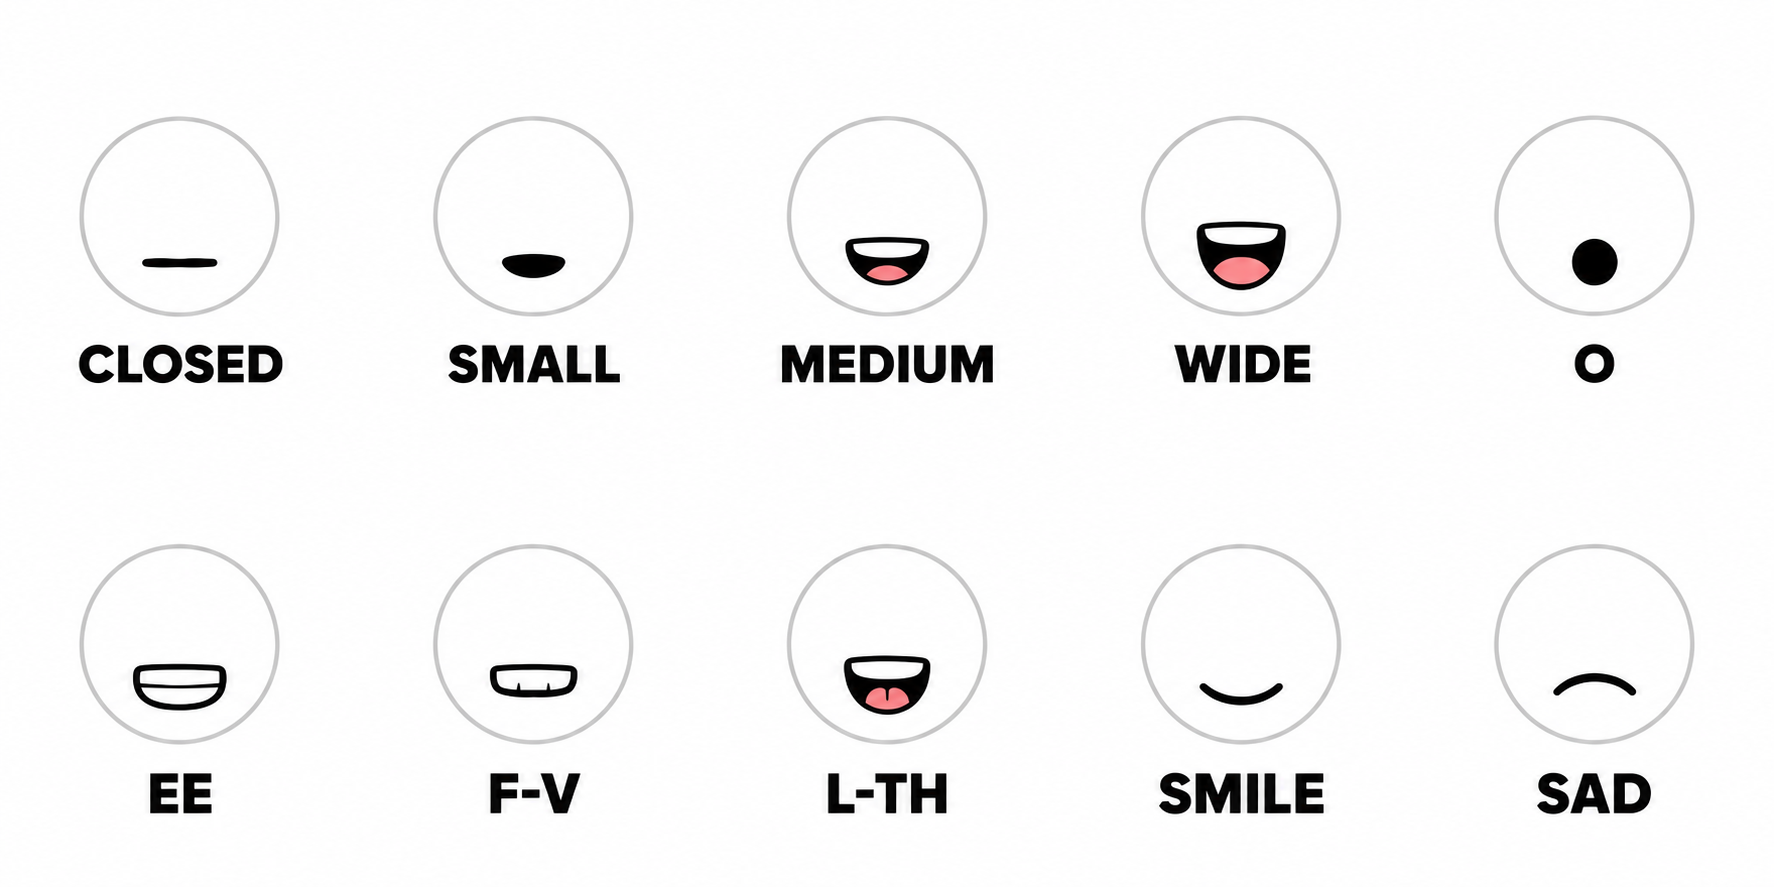 CLOSED
SMALL
MEDIUM
WIDE
O
EE
F-V
L-TH
SMILE
SAD